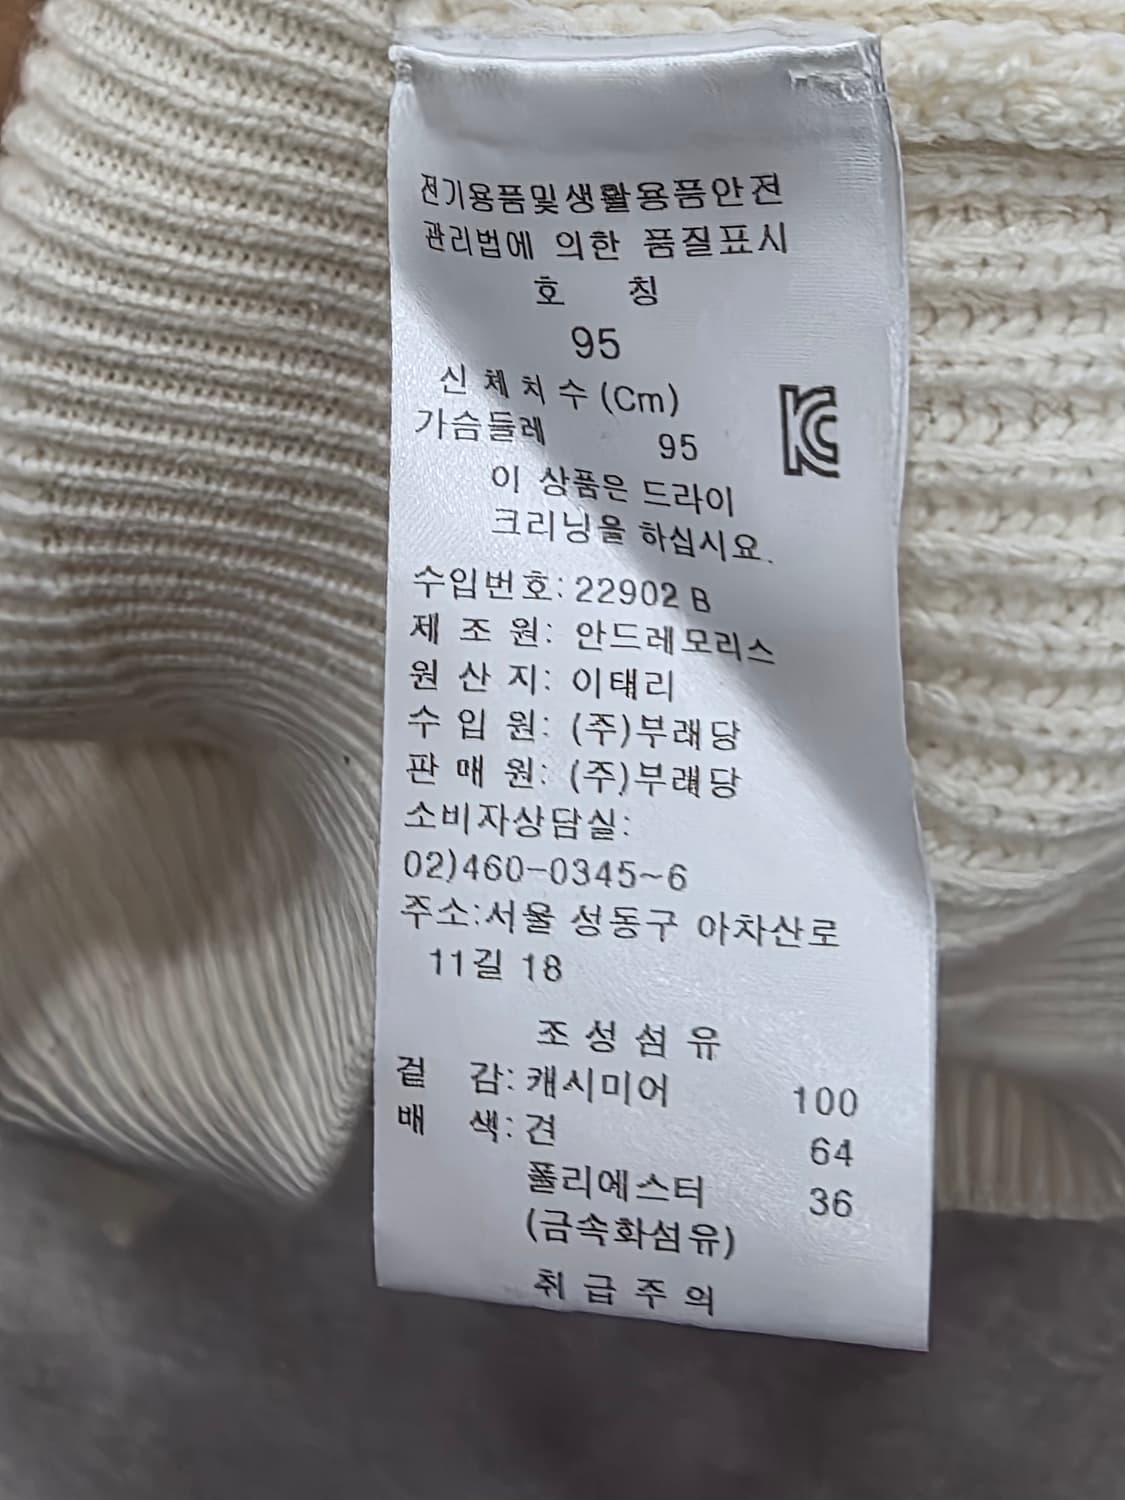 전기용품및생활용품안전
관리법에 의한 품질표시
호 칭
95
신 체 치 수 (Cm)
가슴둘레 95
이 상품은 드라이
크리닝을 하십시요.
수입번호: 22902 B
제 조 원: 안드레모리스
원 산 지: 이태리
수 입 원: (주)부래당
판 매 원: (주)부래당
소비자상담실:
02)460-0345~6
주소:서울 성동구 아차산로
11길 18
조 성 섬 유
겉 감: 캐시미어 100
배 색: 견 64
폴리에스터 36
(금속화섬유)
취 급 주 의
KC